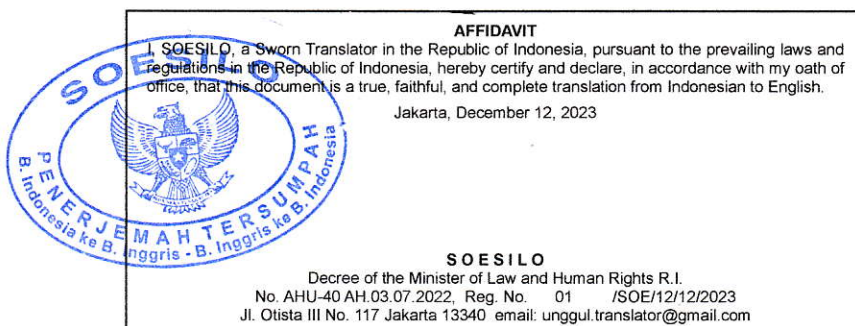 AFFIDAVIT
I, SOESILO, a Sworn Translator in the Republic of Indonesia, pursuant to the prevailing laws and
regulations in the Republic of Indonesia, hereby certify and declare, in accordance with my oath of
office, that this document is a true, faithful, and complete translation from Indonesian to English.
Jakarta, December 12, 2023
SOESILO
PENERJEMAH TERSUMPAH
B. Indonesia ke B. Inggris - B. Inggris ke B. Indonesia
SOESILO
Decree of the Minister of Law and Human Rights R.I.
No. AHU-40 AH.03.07.2022, Reg. No. 01 /SOE/12/12/2023
Jl. Otista III No. 117 Jakarta 13340 email: unggul.translator@gmail.com